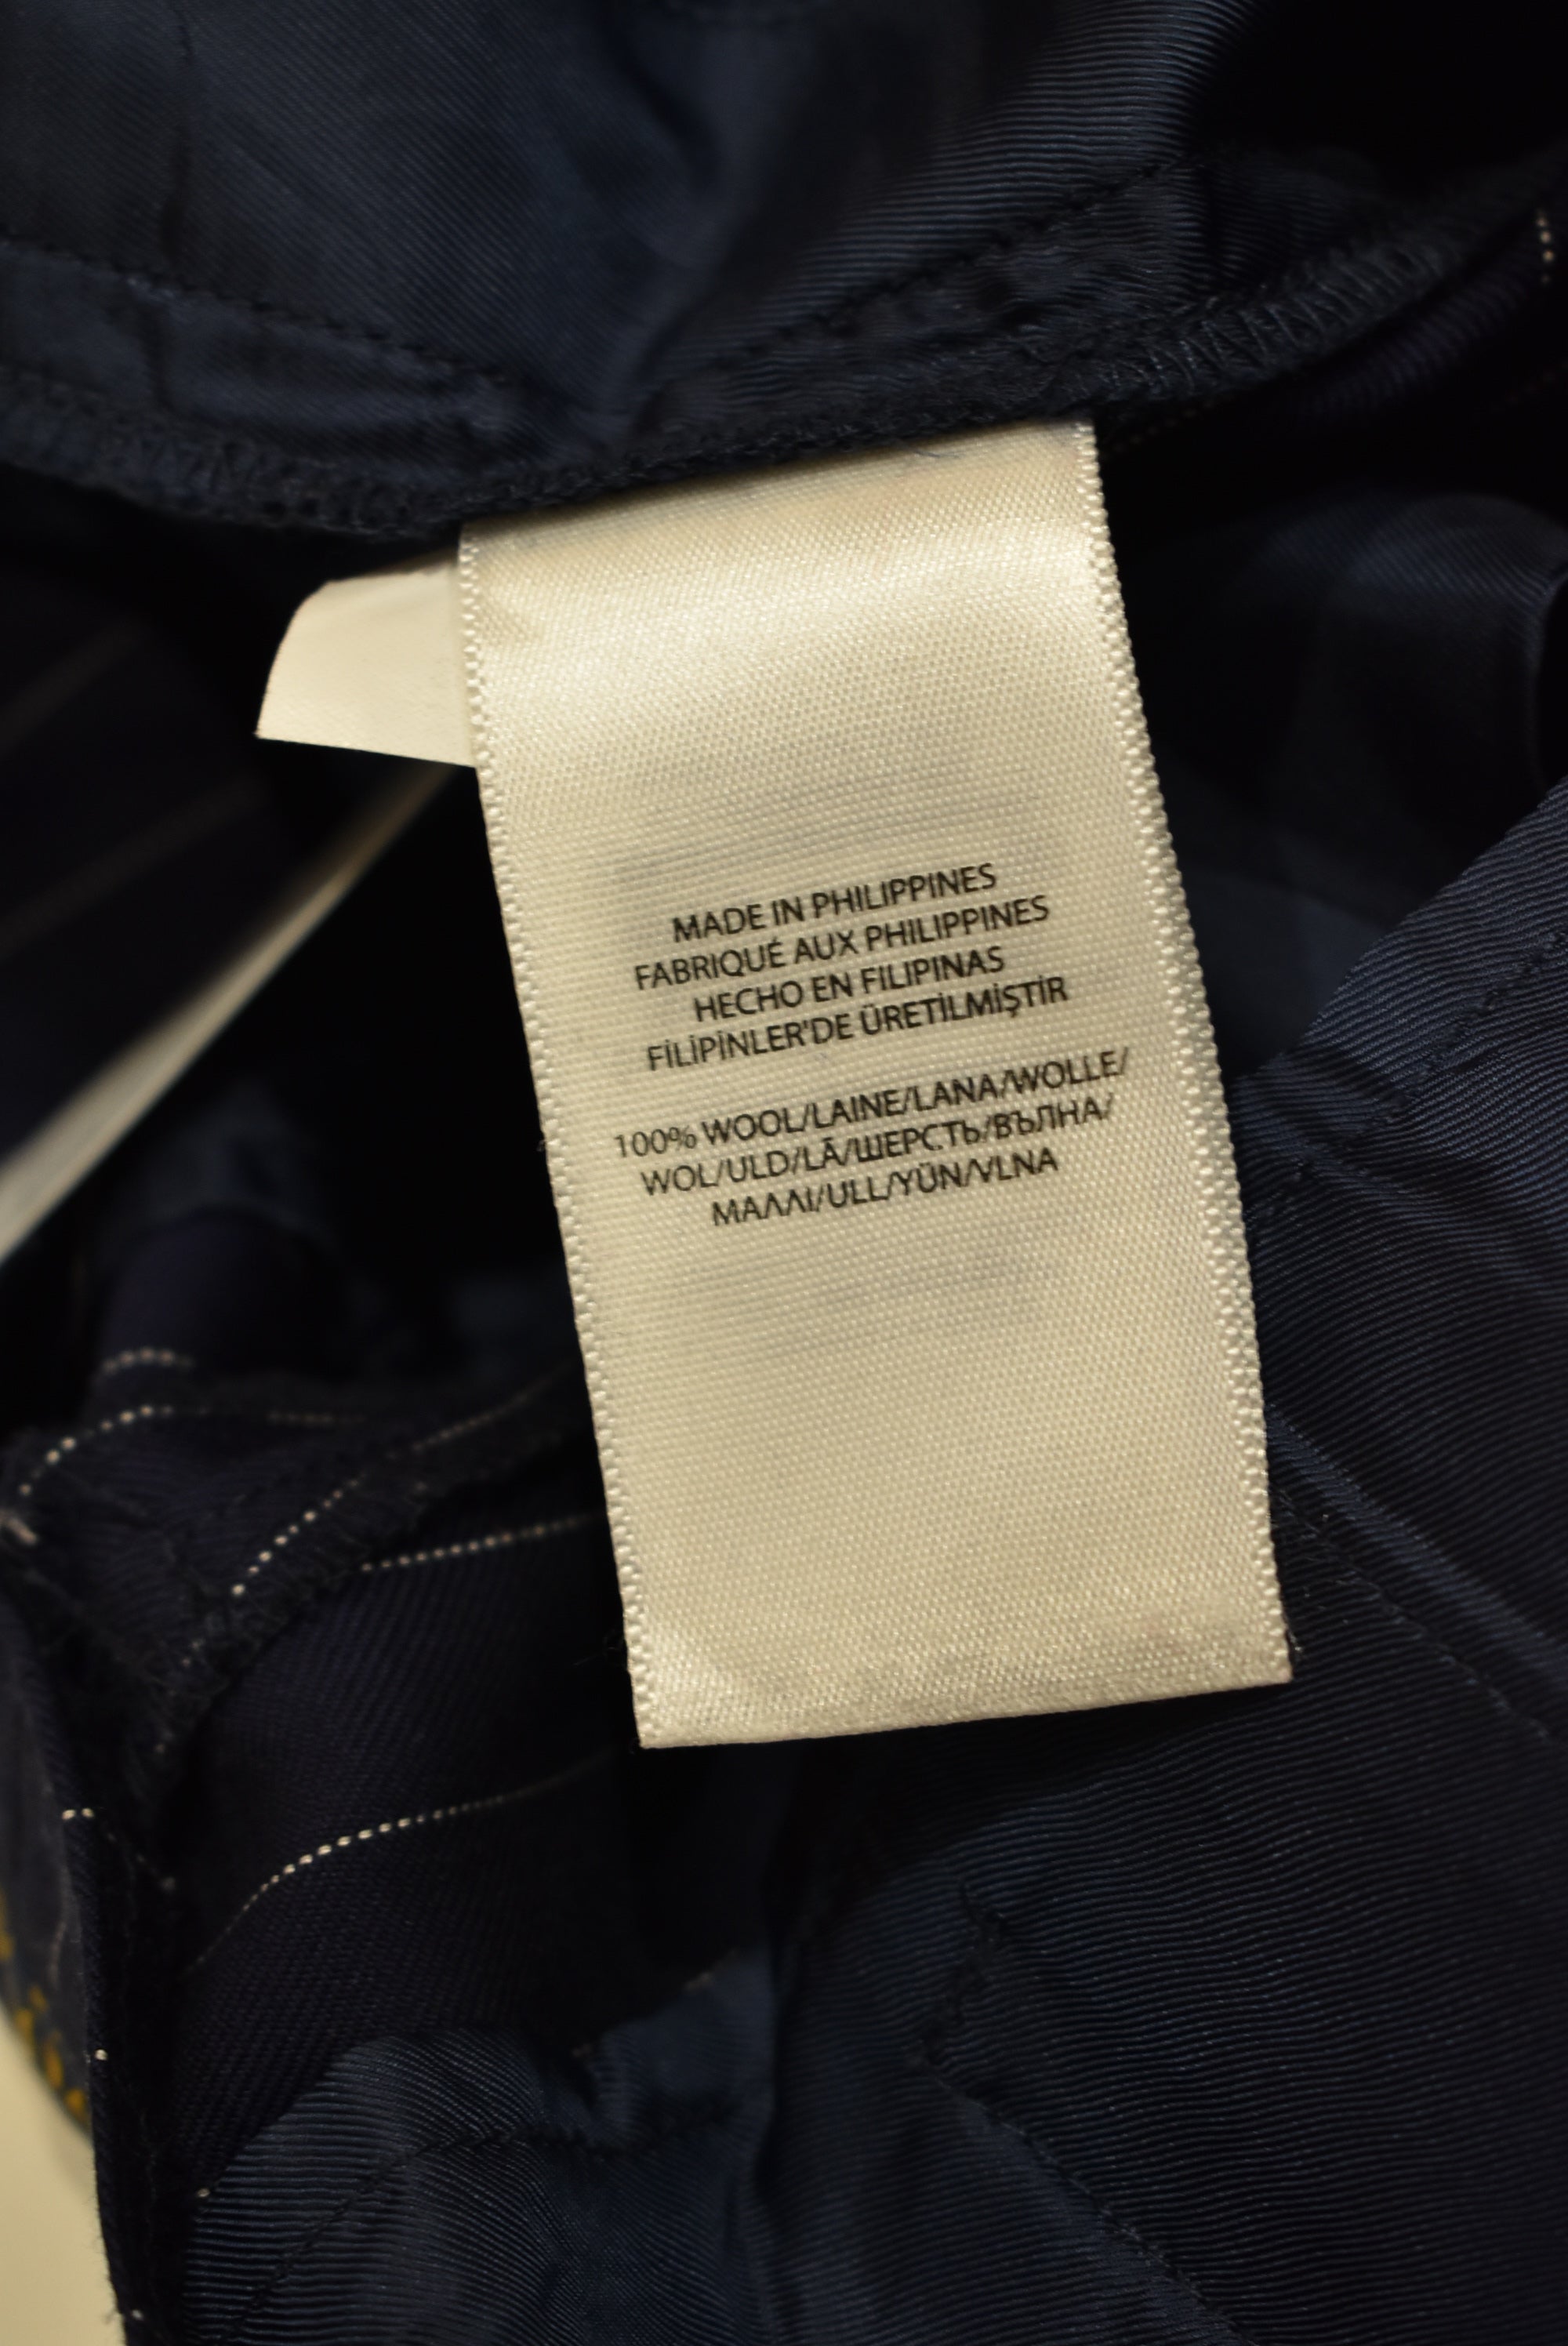 MADE IN PHILIPPINES
FABRIQUÉ AUX PHILIPPINES
HECHO EN FILIPINAS
FİLİPİNLER'DE ÜRETİLMİŞTİR
100% WOOL/LAINE/LANA/WOLLE/
WOL/ULD/LÃ/ШЕРСТЬ/ВЪЛНА/
ΜΑΛΛΙ/ULL/YÜN/VLNA